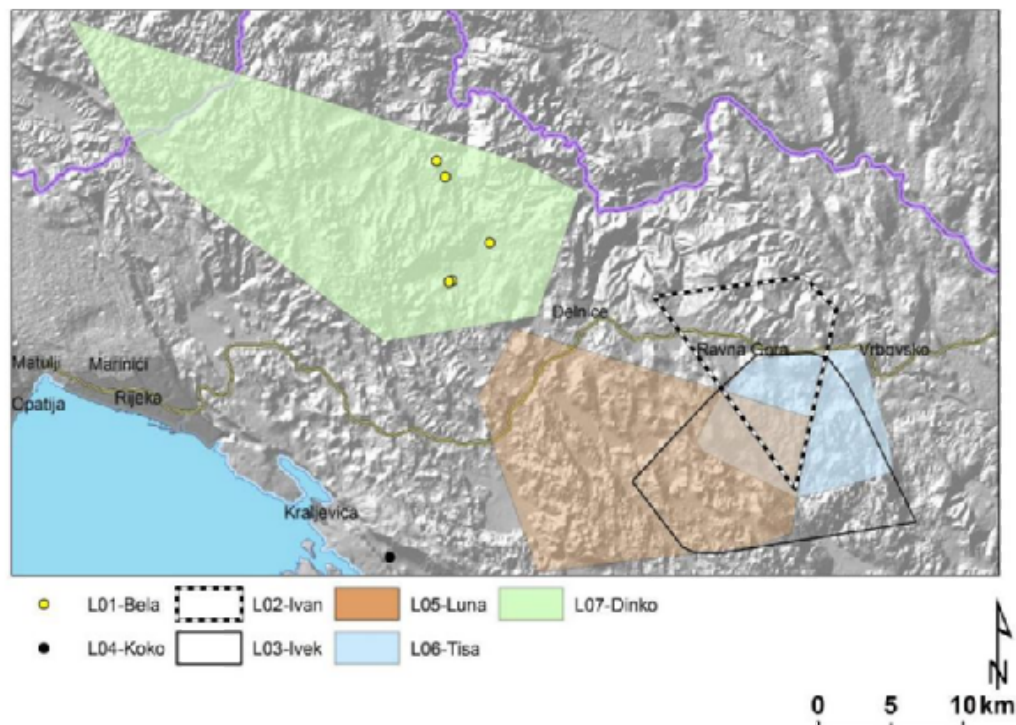 Delnice
Ravna Gora
Vrbovsko
Matulji
Marinići
Opatija
Rijeka
Kraljevica
L01-Bela
L02-Ivan
L05-Luna
L07-Dinko
L04-Koko
L03-Ivek
L06-Tisa
N
0 5 10 km